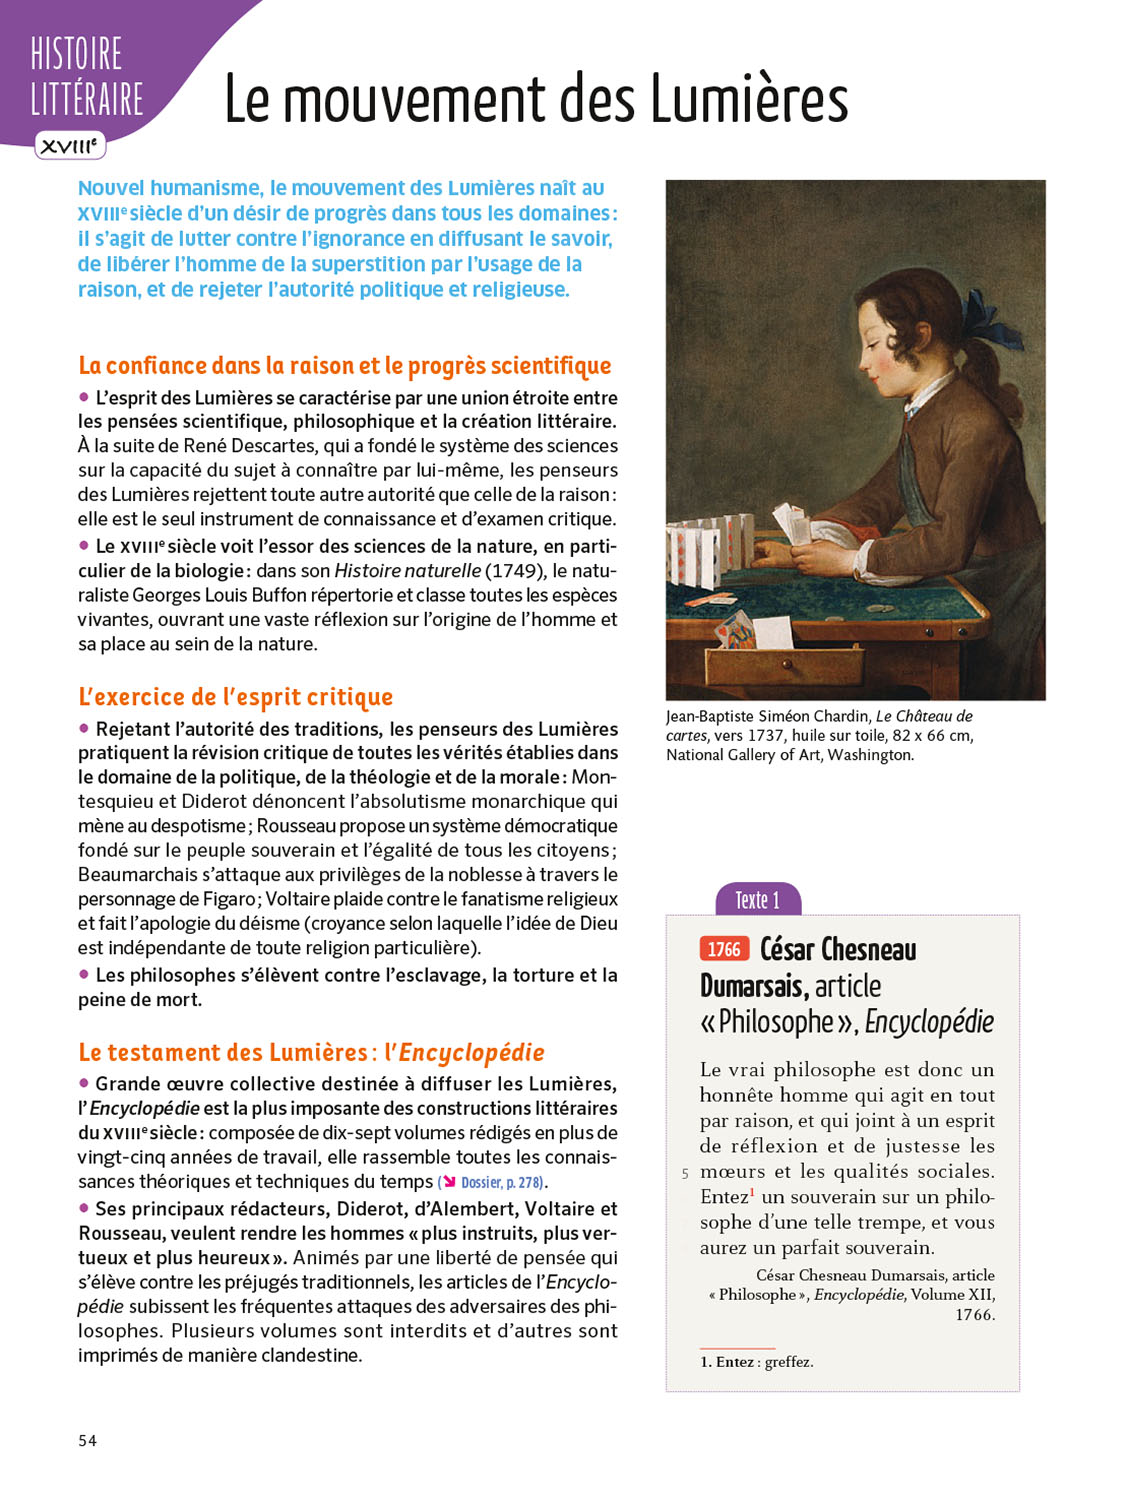 HISTOIRE
LITTÉRAIRE
XVIIIe
Le mouvement des Lumières
Nouvel humanisme, le mouvement des Lumières naît au
XVIIIe siècle d’un désir de progrès dans tous les domaines :
il s’agit de lutter contre l’ignorance en diffusant le savoir,
de libérer l’homme de la superstition par l’usage de la
raison, et de rejeter l’autorité politique et religieuse.
La confiance dans la raison et le progrès scientifique
• L’esprit des Lumières se caractérise par une union étroite entre
les pensées scientifique, philosophique et la création littéraire.
À la suite de René Descartes, qui a fondé le système des sciences
sur la capacité du sujet à connaître par lui-même, les penseurs
des Lumières rejettent toute autre autorité que celle de la raison :
elle est le seul instrument de connaissance et d’examen critique.
• Le XVIIIe siècle voit l’essor des sciences de la nature, en parti-
culier de la biologie : dans son Histoire naturelle (1749), le natu-
raliste Georges Louis Buffon répertorie et classe toutes les espèces
vivantes, ouvrant une vaste réflexion sur l’origine de l’homme et
sa place au sein de la nature.
L’exercice de l’esprit critique
• Rejetant l’autorité des traditions, les penseurs des Lumières
pratiquent la révision critique de toutes les vérités établies dans
le domaine de la politique, de la théologie et de la morale : Mon-
tesquieu et Diderot dénoncent l’absolutisme monarchique qui
mène au despotisme ; Rousseau propose un système démocratique
fondé sur le peuple souverain et l’égalité de tous les citoyens ;
Beaumarchais s’attaque aux privilèges de la noblesse à travers le
personnage de Figaro ; Voltaire plaide contre le fanatisme religieux
et fait l’apologie du déisme (croyance selon laquelle l’idée de Dieu
est indépendante de toute religion particulière).
• Les philosophes s’élèvent contre l’esclavage, la torture et la
peine de mort.
Le testament des Lumières : l’Encyclopédie
• Grande œuvre collective destinée à diffuser les Lumières,
l’Encyclopédie est la plus imposante des constructions littéraires
du XVIIIe siècle : composée de dix-sept volumes rédigés en plus de
vingt-cinq années de travail, elle rassemble toutes les connais-
sances théoriques et techniques du temps (↘ Dossier, p. 278).
• Ses principaux rédacteurs, Diderot, d’Alembert, Voltaire et
Rousseau, veulent rendre les hommes « plus instruits, plus ver-
tueux et plus heureux ». Animés par une liberté de pensée qui
s’élève contre les préjugés traditionnels, les articles de l’Encyclo-
pédie subissent les fréquentes attaques des adversaires des phi-
losophes. Plusieurs volumes sont interdits et d’autres sont
imprimés de manière clandestine.
Jean-Baptiste Siméon Chardin, Le Château de
cartes, vers 1737, huile sur toile, 82 x 66 cm,
National Gallery of Art, Washington.
Texte 1
1766 César Chesneau
Dumarsais, article
« Philosophe », Encyclopédie
Le vrai philosophe est donc un
honnête homme qui agit en tout
par raison, et qui joint à un esprit
de réflexion et de justesse les
5 mœurs et les qualités sociales.
Entez1 un souverain sur un philo-
sophe d’une telle trempe, et vous
aurez un parfait souverain.
César Chesneau Dumarsais, article
« Philosophe », Encyclopédie, Volume XII,
1766.
1. Entez : greffez.
54